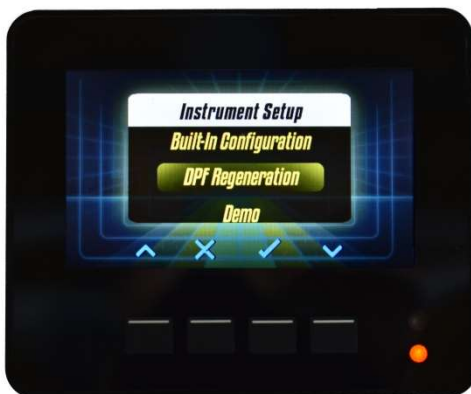 Instrument Setup
Built-In Configuration
DPF Regeneration
Demo